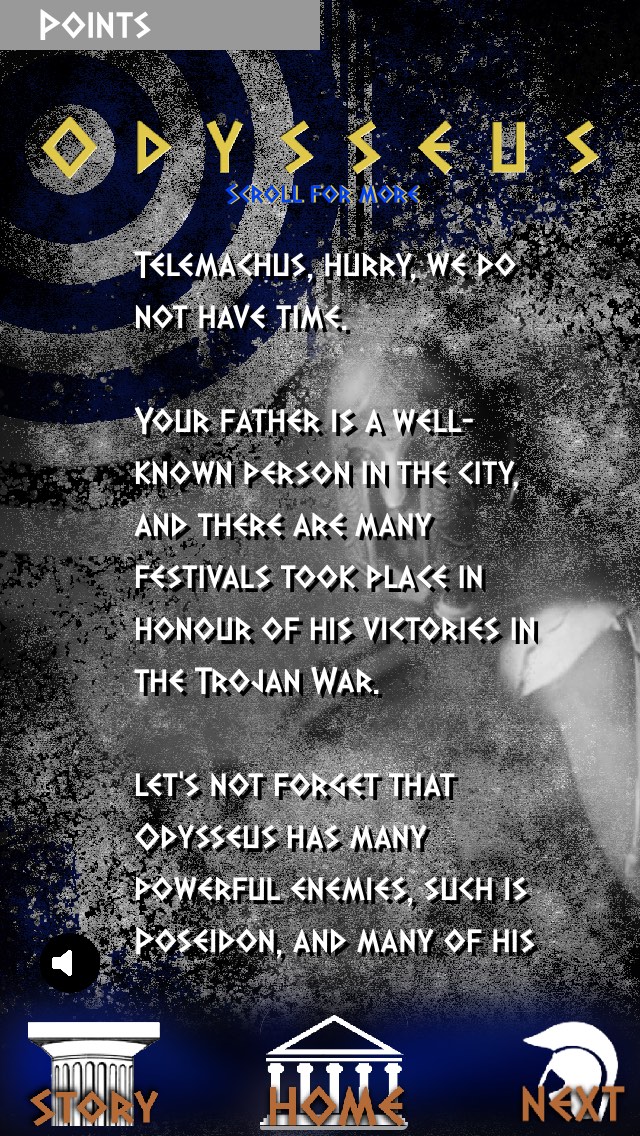 Points
Odysseus
Scroll for more
Telemachus, hurry, we do
not have time.
Your father is a well-
known person in the city,
and there are many
festivals took place in
honour of his victories in
the Trojan War.
let's not forget that
Odysseus has many
powerful enemies, such is
Poseidon, and many of his
Story
Home
Next